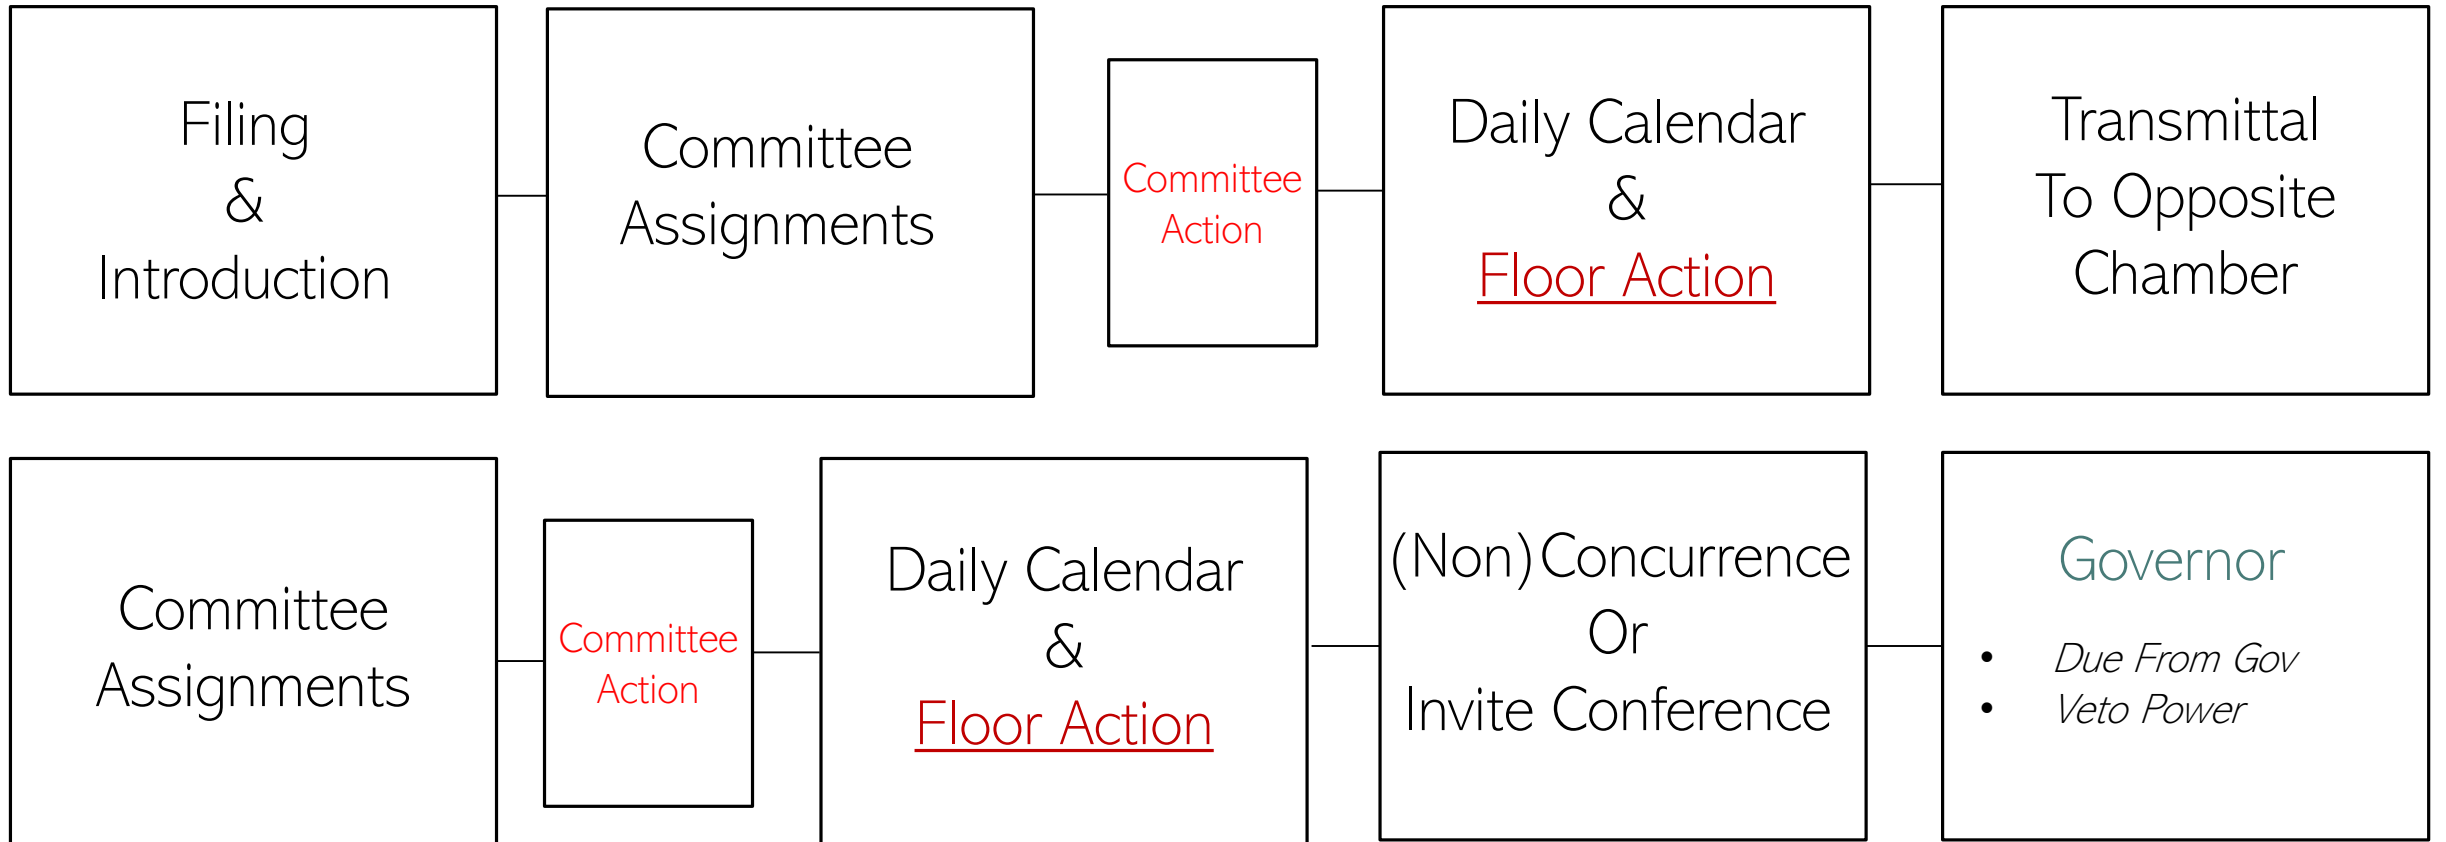 Filing
&
Introduction
Committee
Assignments
Committee
Action
Daily Calendar
&
Floor Action
Transmittal
To Opposite
Chamber
Committee
Assignments
Committee
Action
Daily Calendar
&
Floor Action
(Non)Concurrence
Or
Invite Conference
Governor
• Due From Gov
• Veto Power